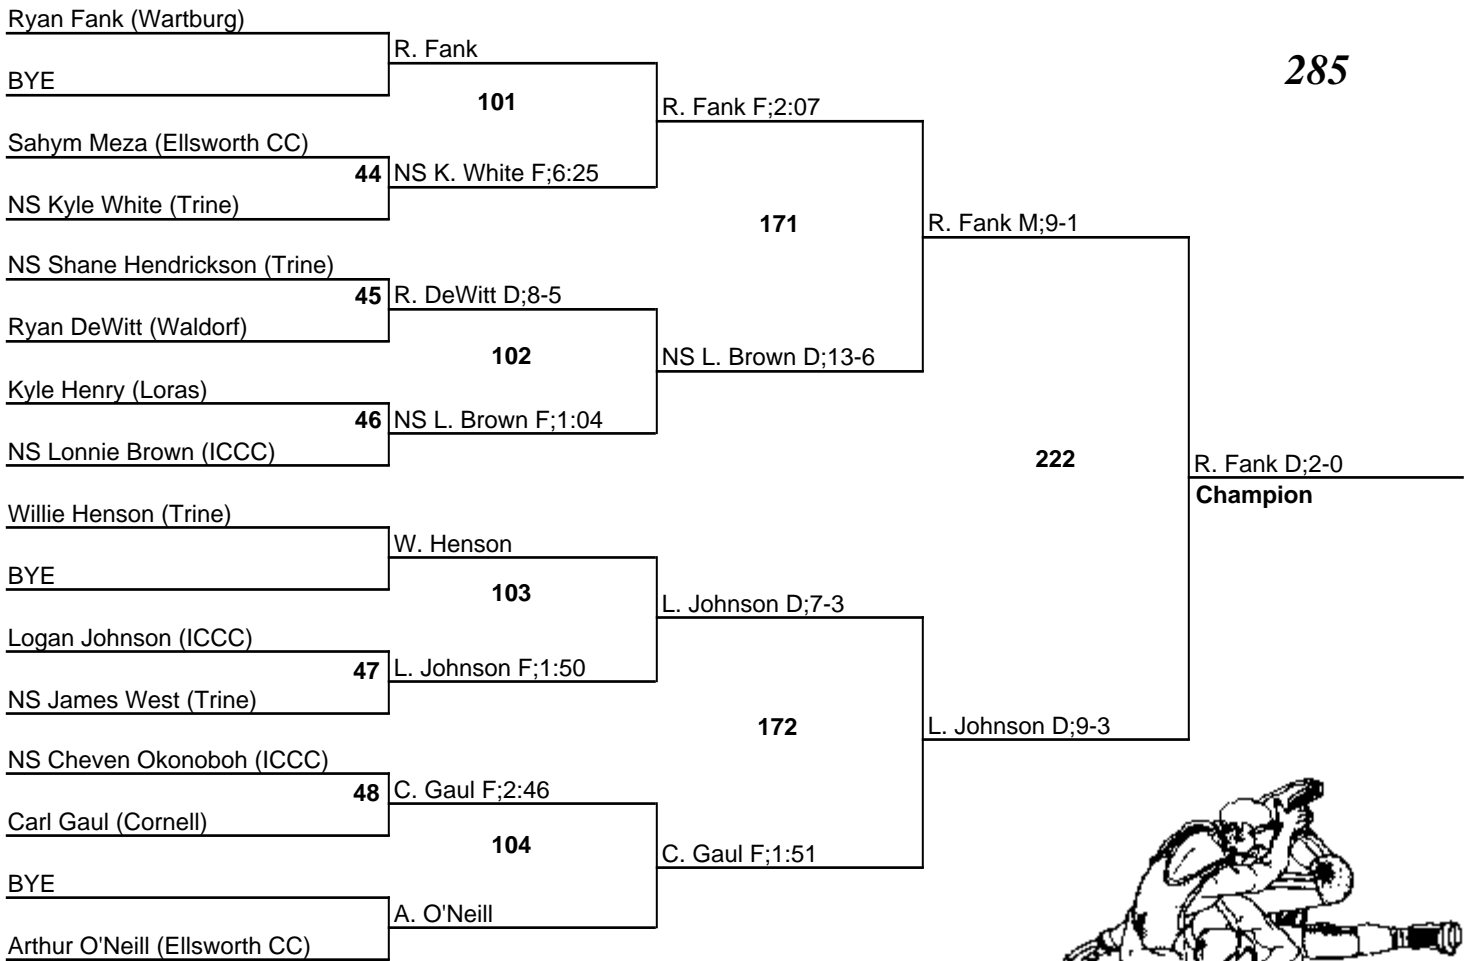 Ryan Fank (Wartburg)
BYE
Sahym Meza (Ellsworth CC)
NS Kyle White (Trine)
NS Shane Hendrickson (Trine)
Ryan DeWitt (Waldorf)
Kyle Henry (Loras)
NS Lonnie Brown (ICCC)
Willie Henson (Trine)
BYE
Logan Johnson (ICCC)
NS James West (Trine)
NS Cheven Okonoboh (ICCC)
Carl Gaul (Cornell)
BYE
Arthur O'Neill (Ellsworth CC)
44
45
46
47
48
R. Fank
NS K. White F;6:25
R. DeWitt D;8-5
NS L. Brown F;1:04
W. Henson
L. Johnson F;1:50
C. Gaul F;2:46
A. O'Neill
101
102
103
104
R. Fank F;2:07
NS L. Brown D;13-6
L. Johnson D;7-3
C. Gaul F;1:51
171
172
R. Fank M;9-1
L. Johnson D;9-3
222
R. Fank D;2-0
Champion
285